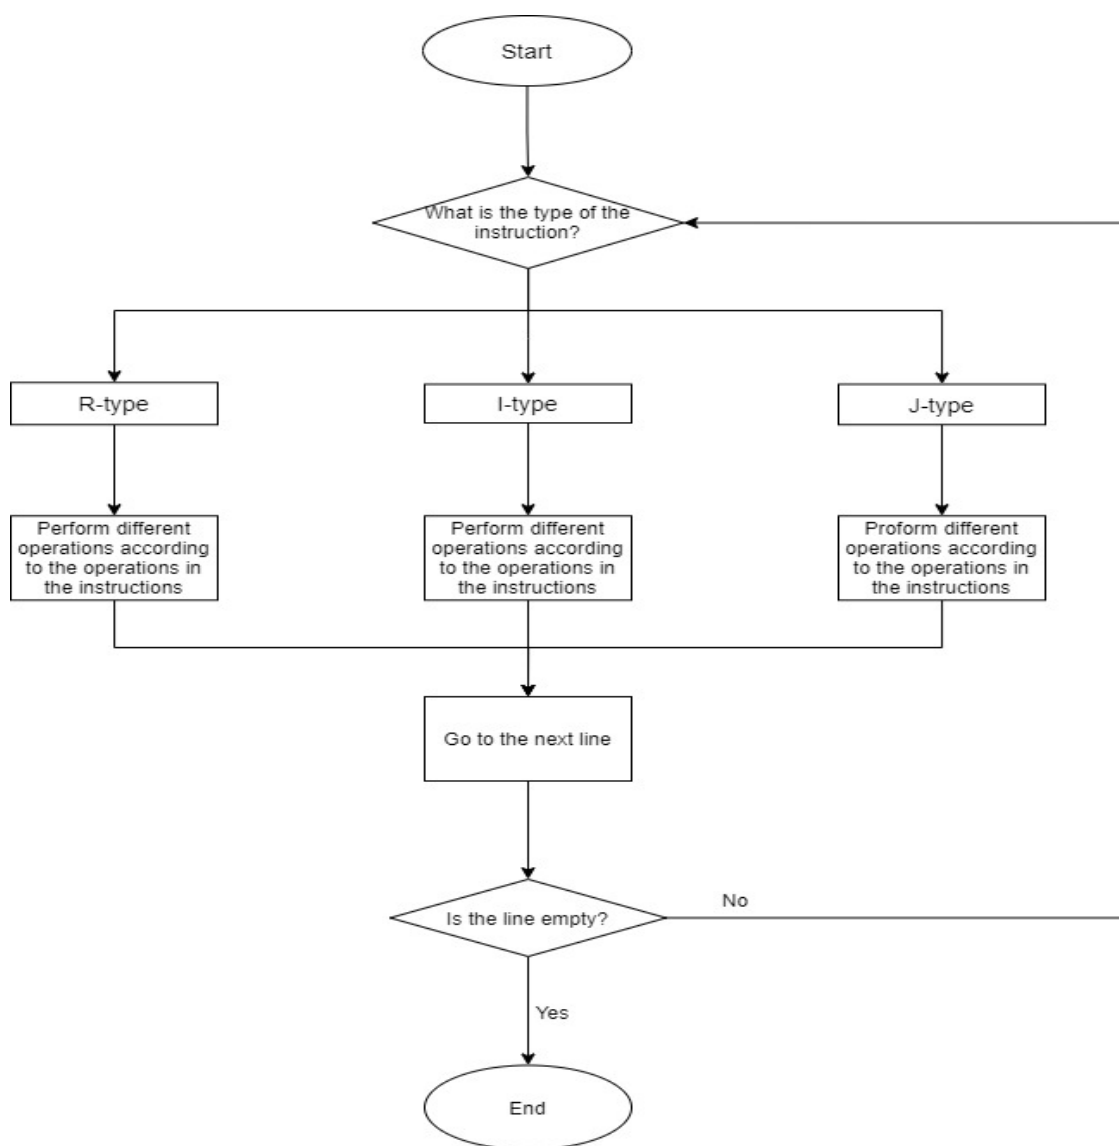 Start
What is the type of the
instruction?
R-type
I-type
J-type
Perform different
operations according
to the operations in
the instructions
Perform different
operations according
to the operations in
the instructions
Proform different
operations according
to the operations in
the instructions
Go to the next line
Is the line empty?
No
Yes
End